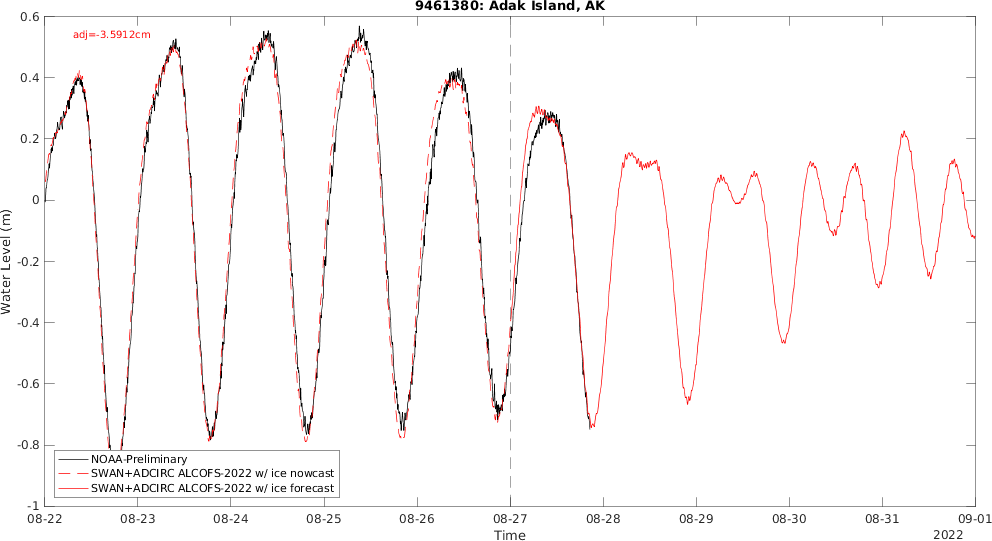 9461380: Adak Island, AK
adj=-3.5912cm
0.6
0.4
0.2
0
-0.2
-0.4
-0.6
-0.8
-1
Water Level (m)
NOAA-Preliminary
SWAN+ADCIRC ALCOFS-2022 w/ ice nowcast
SWAN+ADCIRC ALCOFS-2022 w/ ice forecast
08-22 08-23 08-24 08-25 08-26 08-27 08-28 08-29 08-30 08-31 09-01
Time
2022